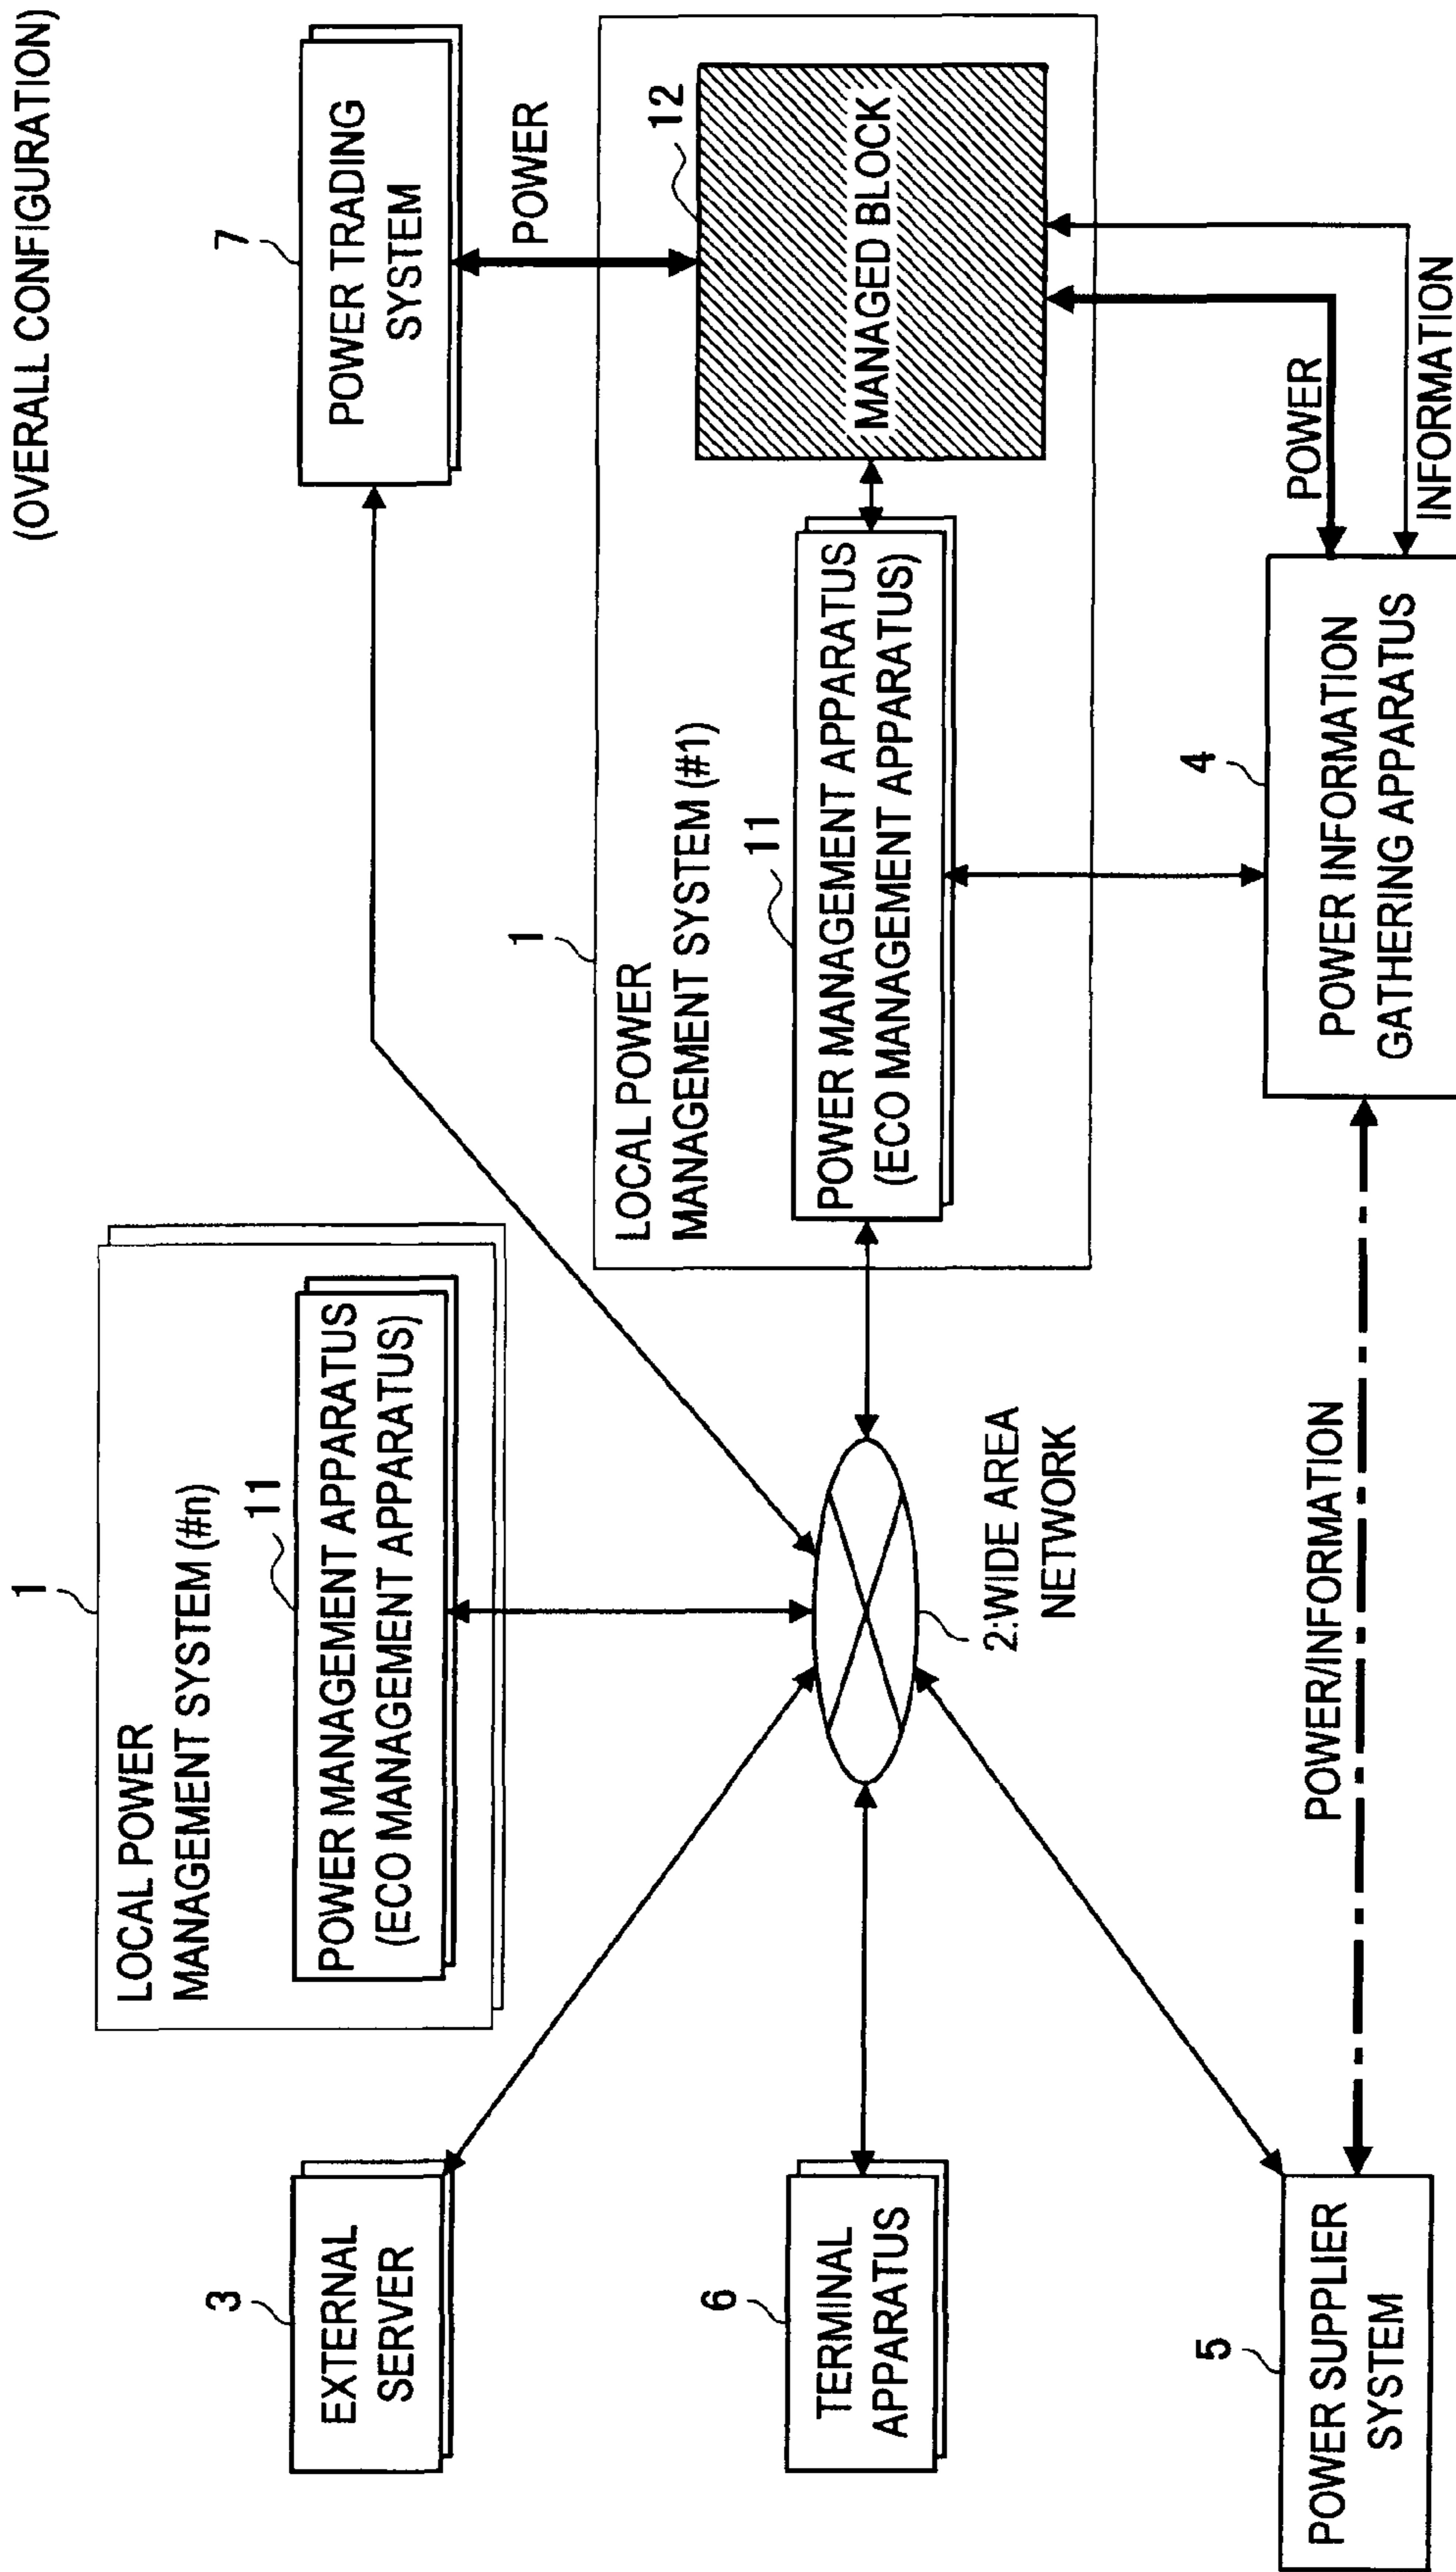 (OVERALL CONFIGURATION)
1
LOCAL POWER
MANAGEMENT SYSTEM (#n)
11
POWER MANAGEMENT APPARATUS
(ECO MANAGEMENT APPARATUS)
7
POWER TRADING
SYSTEM
POWER
3
EXTERNAL
SERVER
1
LOCAL POWER
MANAGEMENT SYSTEM (#1)
11
POWER MANAGEMENT APPARATUS
(ECO MANAGEMENT APPARATUS)
12
MANAGED BLOCK
6
TERMINAL
APPARATUS
2:WIDE AREA
NETWORK
5
POWER SUPPLIER
SYSTEM
POWER/INFORMATION
4
POWER INFORMATION
GATHERING APPARATUS
POWER
INFORMATION